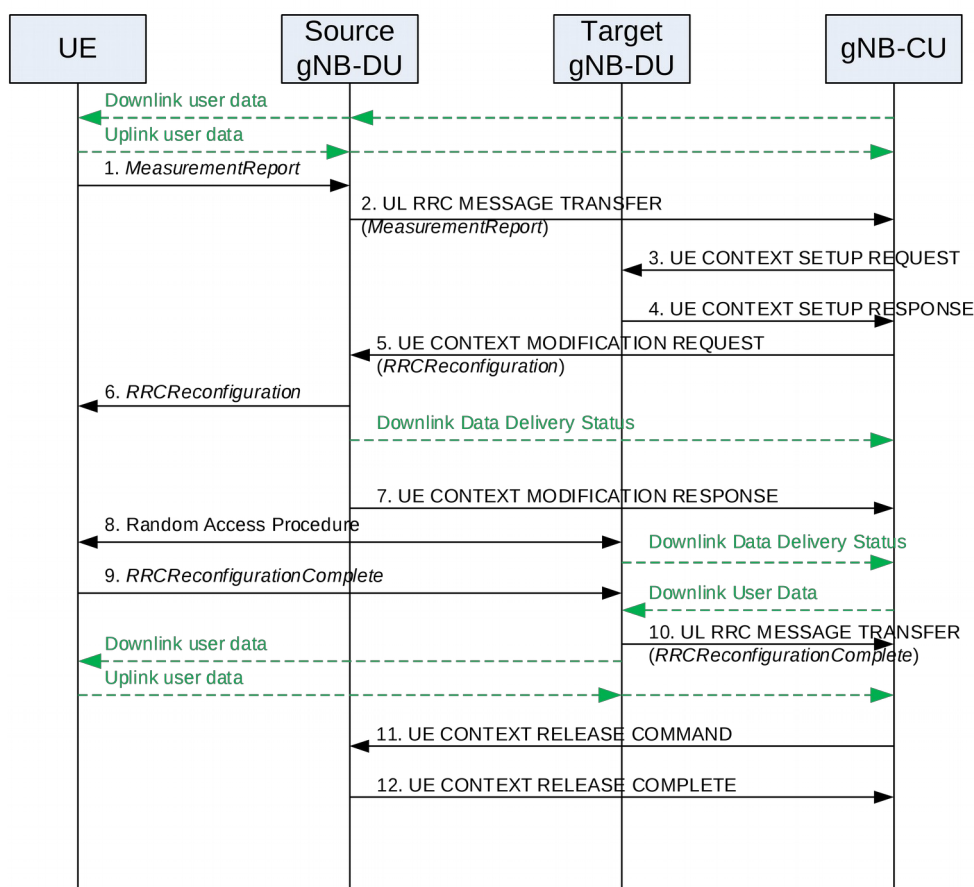 UE
Source
gNB-DU
Target
gNB-DU
gNB-CU
Downlink user data
Uplink user data
1. MeasurementReport
2. UL RRC MESSAGE TRANSFER
(MeasurementReport)
3. UE CONTEXT SETUP REQUEST
4. UE CONTEXT SETUP RESPONSE
5. UE CONTEXT MODIFICATION REQUEST
(RRCReconfiguration)
6. RRCReconfiguration
Downlink Data Delivery Status
7. UE CONTEXT MODIFICATION RESPONSE
8. Random Access Procedure
Downlink Data Delivery Status
9. RRCReconfigurationComplete
Downlink User Data
10. UL RRC MESSAGE TRANSFER
(RRCReconfigurationComplete)
Downlink user data
Uplink user data
11. UE CONTEXT RELEASE COMMAND
12. UE CONTEXT RELEASE COMPLETE